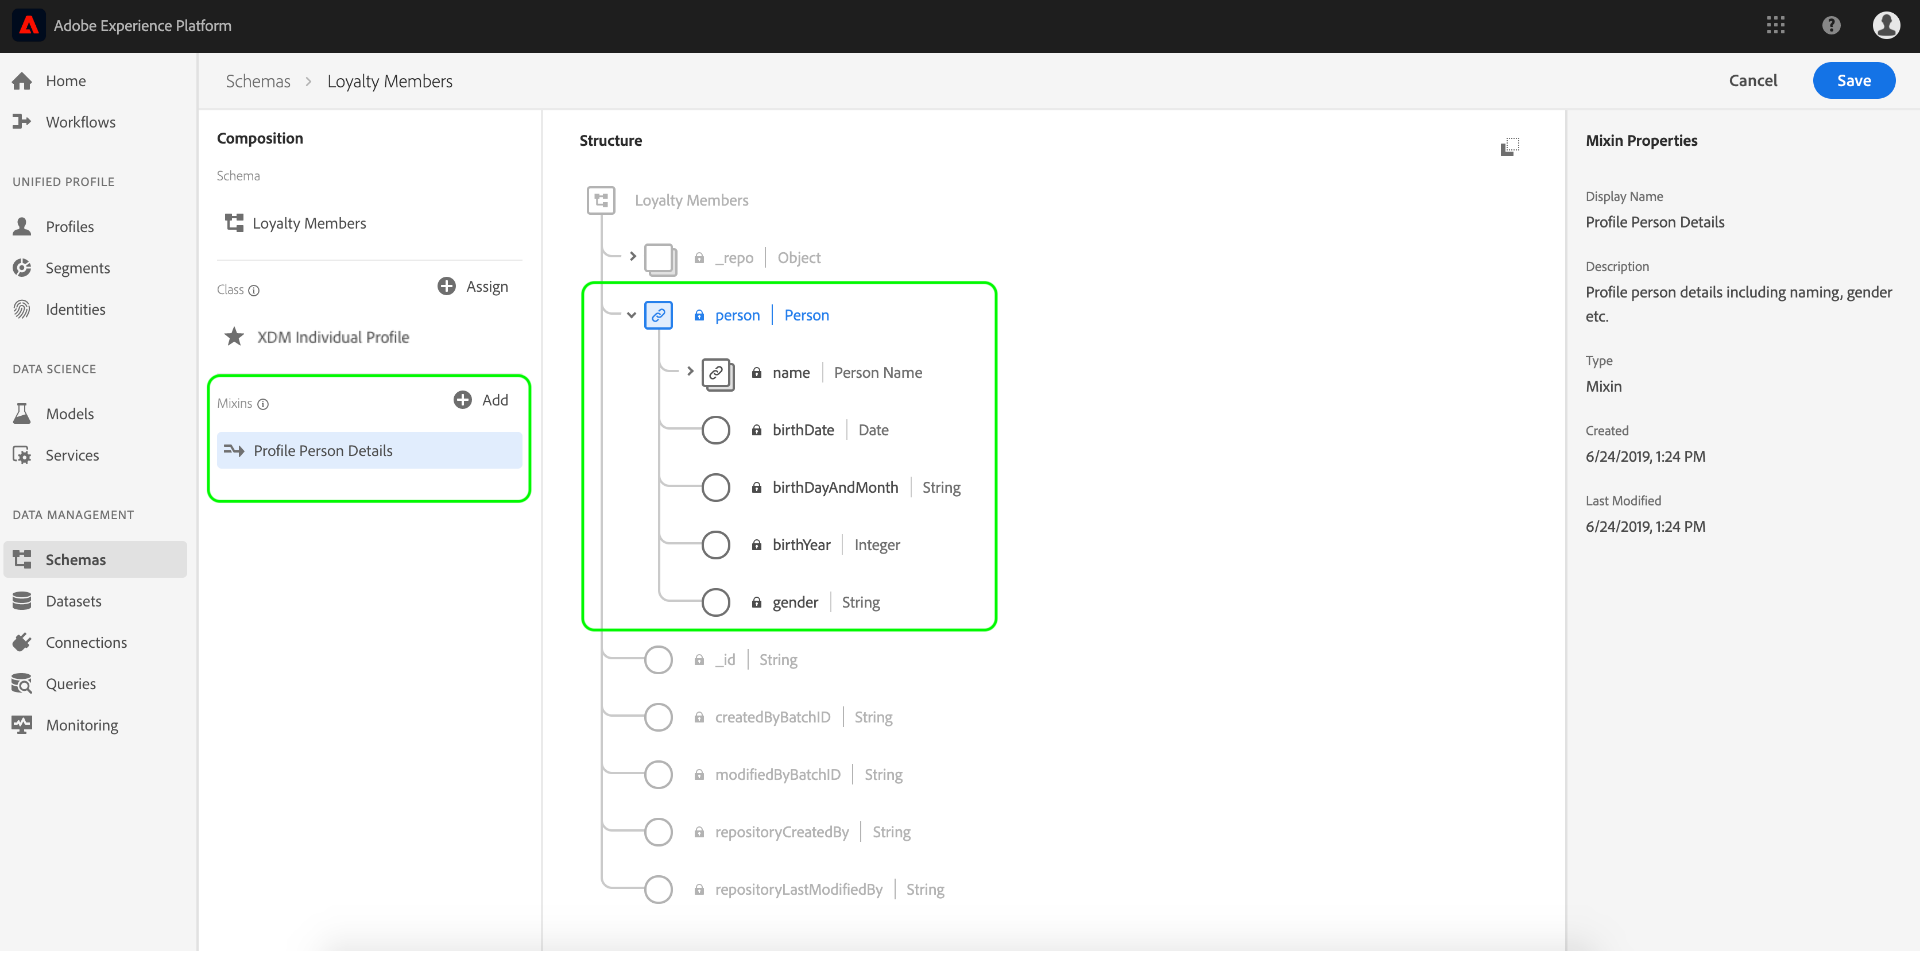 Adobe Experience Platform
Home
Workflows
UNIFIED PROFILE
Profiles
Segments
Identities
DATA SCIENCE
Models
Services
DATA MANAGEMENT
Schemas
Datasets
Connections
Queries
Monitoring
Schemas > Loyalty Members
Cancel
Save
Composition
Schema
Loyalty Members
Class
Assign
XDM Individual Profile
Mixins
Add
Profile Person Details
Structure
Loyalty Members
_repo | Object
person | Person
name | Person Name
birthDate | Date
birthDayAndMonth | String
birthYear | Integer
gender | String
_id | String
createdByBatchID | String
modifiedByBatchID | String
repositoryCreatedBy | String
repositoryLastModifiedBy | String
Mixin Properties
Display Name
Profile Person Details
Description
Profile person details including naming, gender
etc.
Type
Mixin
Created
6/24/2019, 1:24 PM
Last Modified
6/24/2019, 1:24 PM